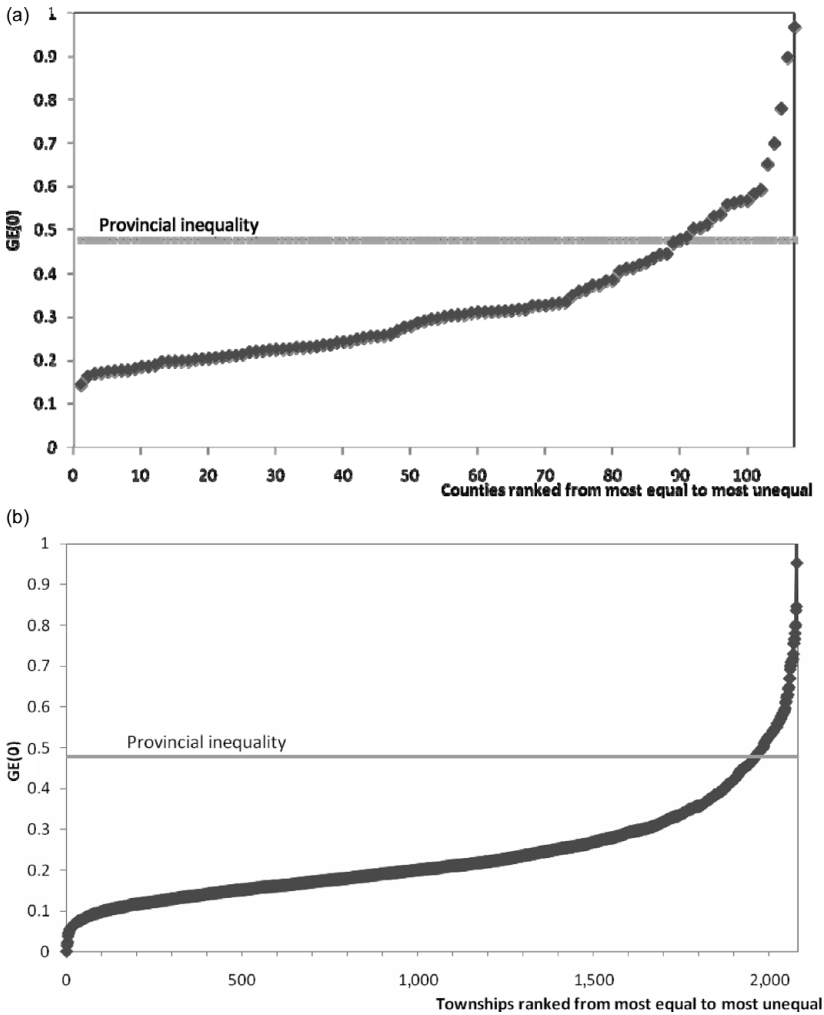 (a)
1
0.9
0.8
0.7
0.6
0.5
0.4
0.3
0.2
0.1
0
GE(0)
Provincial inequality
0 10 20 30 40 50 60 70 80 90 100
Counties ranked from most equal to most unequal
(b)
1
0.9
0.8
0.7
0.6
0.5
0.4
0.3
0.2
0.1
0
GE(0)
Provincial inequality
0 500 1,000 1,500 2,000
Townships ranked from most equal to most unequal